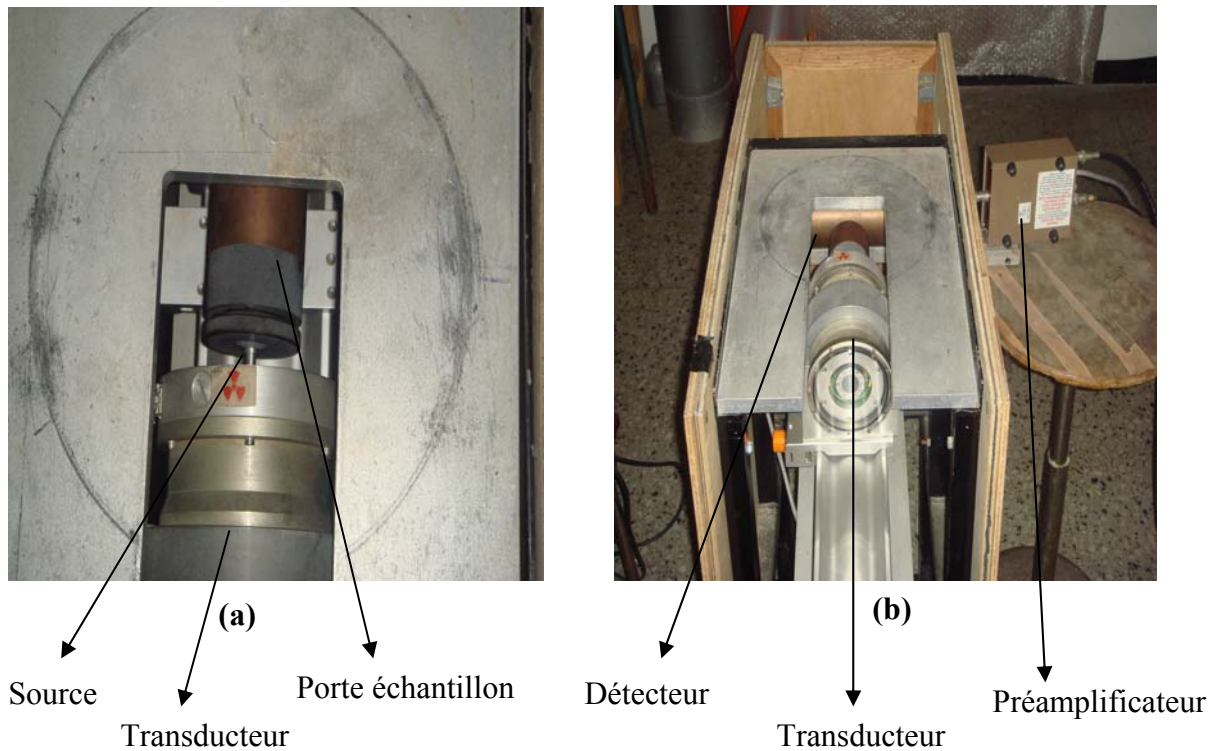 (a)
(b)
Source
Porte échantillon
Transducteur
Détecteur
Préamplificateur
Transducteur